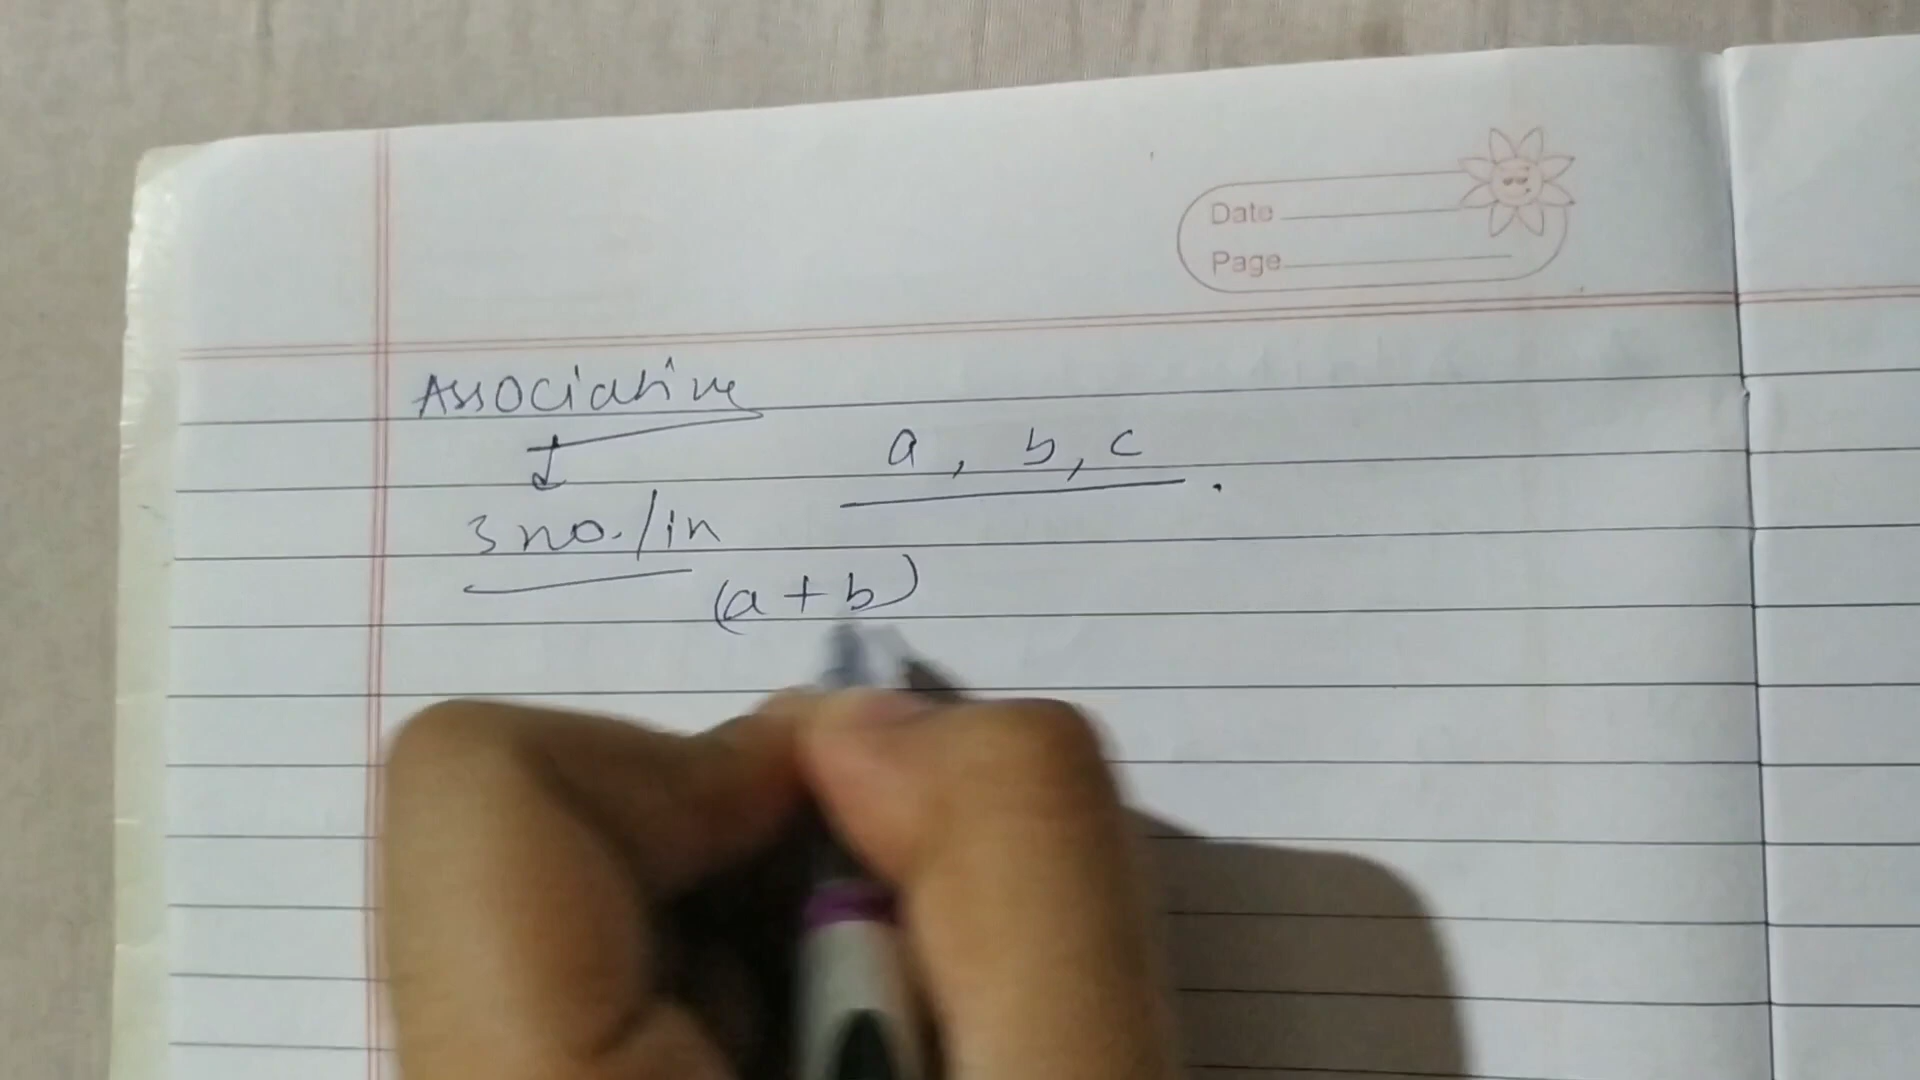 Date
Page
Associative
a, b, c.
3 no./in
(a + b)